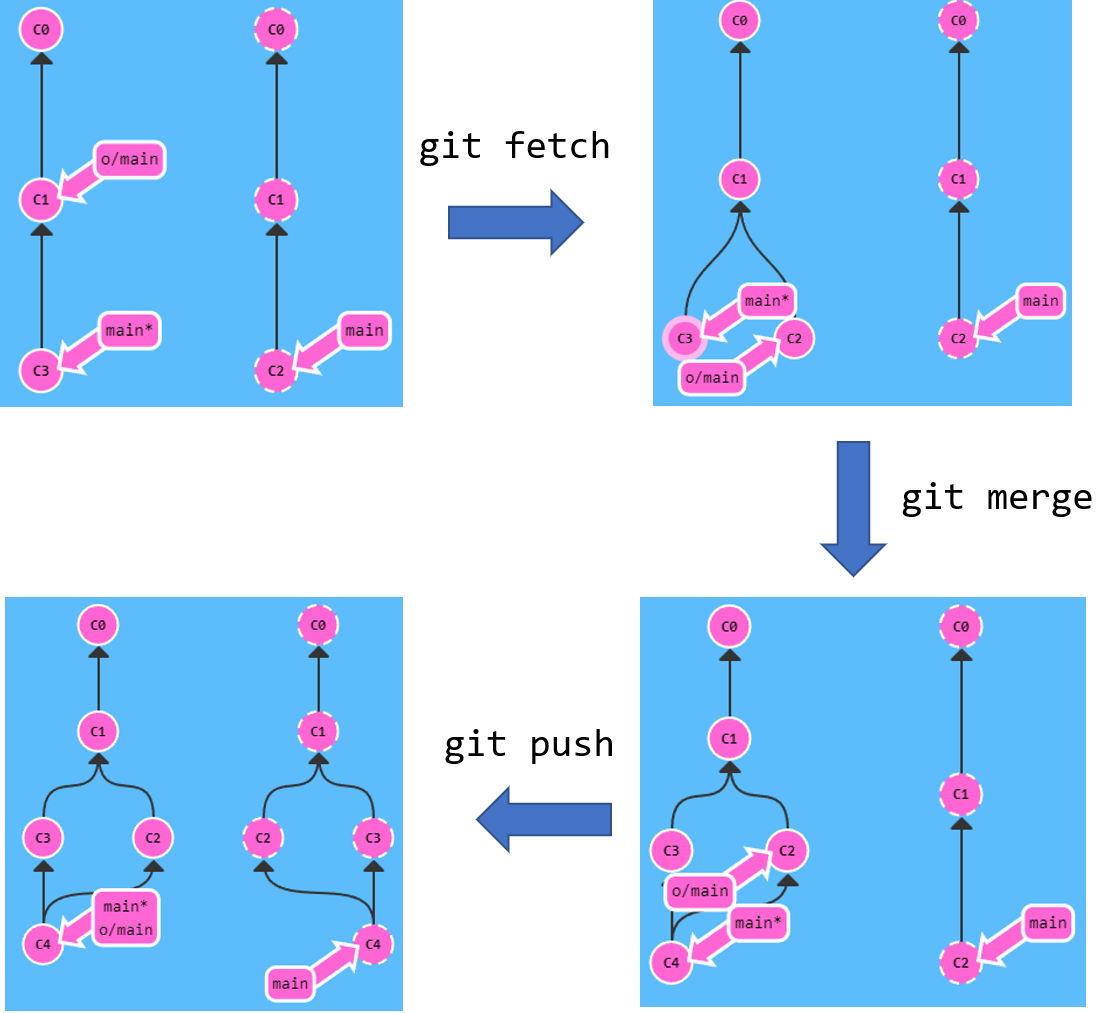 C0
C0
o/main
C1
C1
main*
main
C3
C2
git fetch
C0
C0
C1
C1
main*
main
C3
C2
C2
o/main
git merge
C0
C0
C1
C1
C3
C2
o/main
main*
main
C4
C2
git push
C0
C0
C1
C1
C3
C2
C2
C3
main*
o/main
C4
C4
main